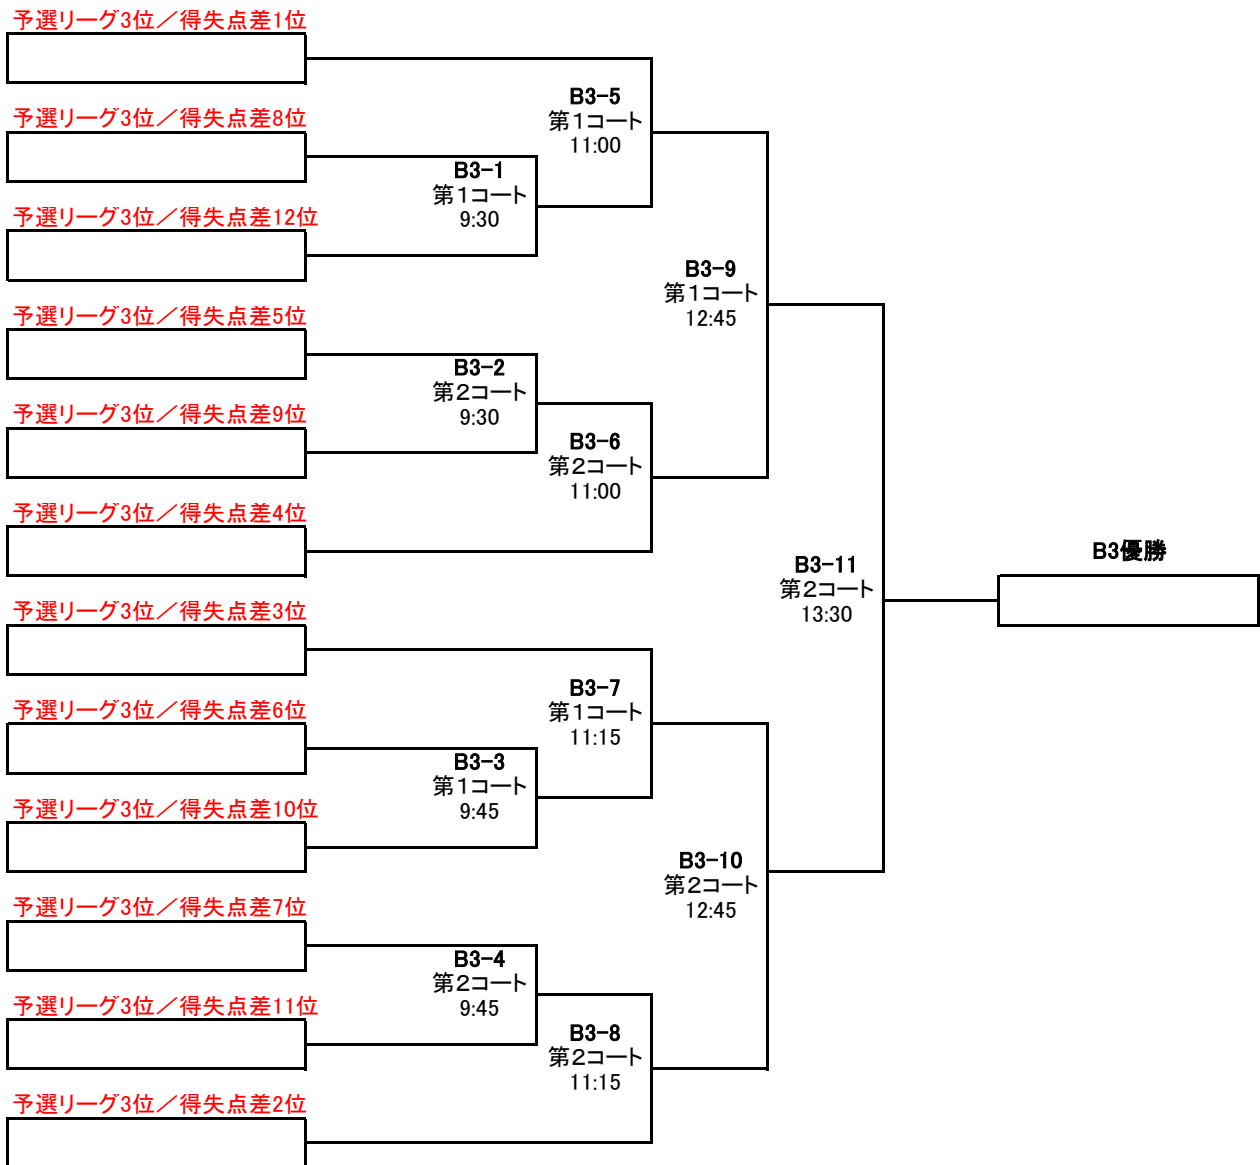 予選リーグ3位／得失点差1位
B3-5
第1コート
11:00
予選リーグ3位／得失点差8位
B3-1
第1コート
9:30
予選リーグ3位／得失点差12位
B3-9
第1コート
12:45
予選リーグ3位／得失点差5位
B3-2
第2コート
9:30
予選リーグ3位／得失点差9位
B3-6
第2コート
11:00
予選リーグ3位／得失点差4位
B3-11
第2コート
13:30
B3優勝
予選リーグ3位／得失点差3位
B3-7
第1コート
11:15
予選リーグ3位／得失点差6位
B3-3
第1コート
9:45
予選リーグ3位／得失点差10位
B3-10
第2コート
12:45
予選リーグ3位／得失点差7位
B3-4
第2コート
9:45
予選リーグ3位／得失点差11位
B3-8
第2コート
11:15
予選リーグ3位／得失点差2位